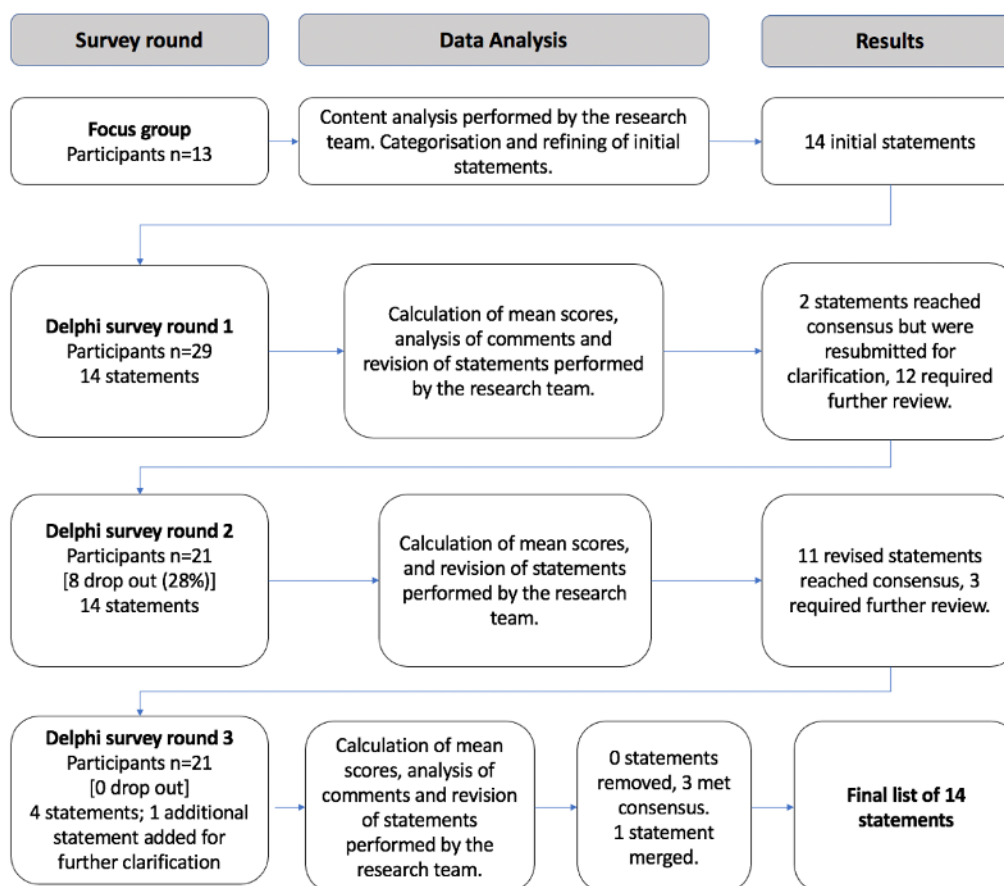 Survey round
Data Analysis
Results
Focus group
Participants n=13
Content analysis performed by the research
team. Categorisation and refining of initial
statements.
14 initial statements
Delphi survey round 1
Participants n=29
14 statements
Calculation of mean scores,
analysis of comments and
revision of statements performed
by the research team.
2 statements reached
consensus but were
resubmitted for
clarification, 12 required
further review.
Delphi survey round 2
Participants n=21
[8 drop out (28%)]
14 statements
Calculation of mean scores,
and revision of statements
performed by the research
team.
11 revised statements
reached consensus, 3
required further review.
Delphi survey round 3
Participants n=21
[0 drop out]
4 statements; 1 additional
statement added for
further clarification
Calculation of mean
scores, analysis of
comments and revision
of statements
performed by the
research team.
0 statements
removed, 3 met
consensus.
1 statement
merged.
Final list of 14
statements